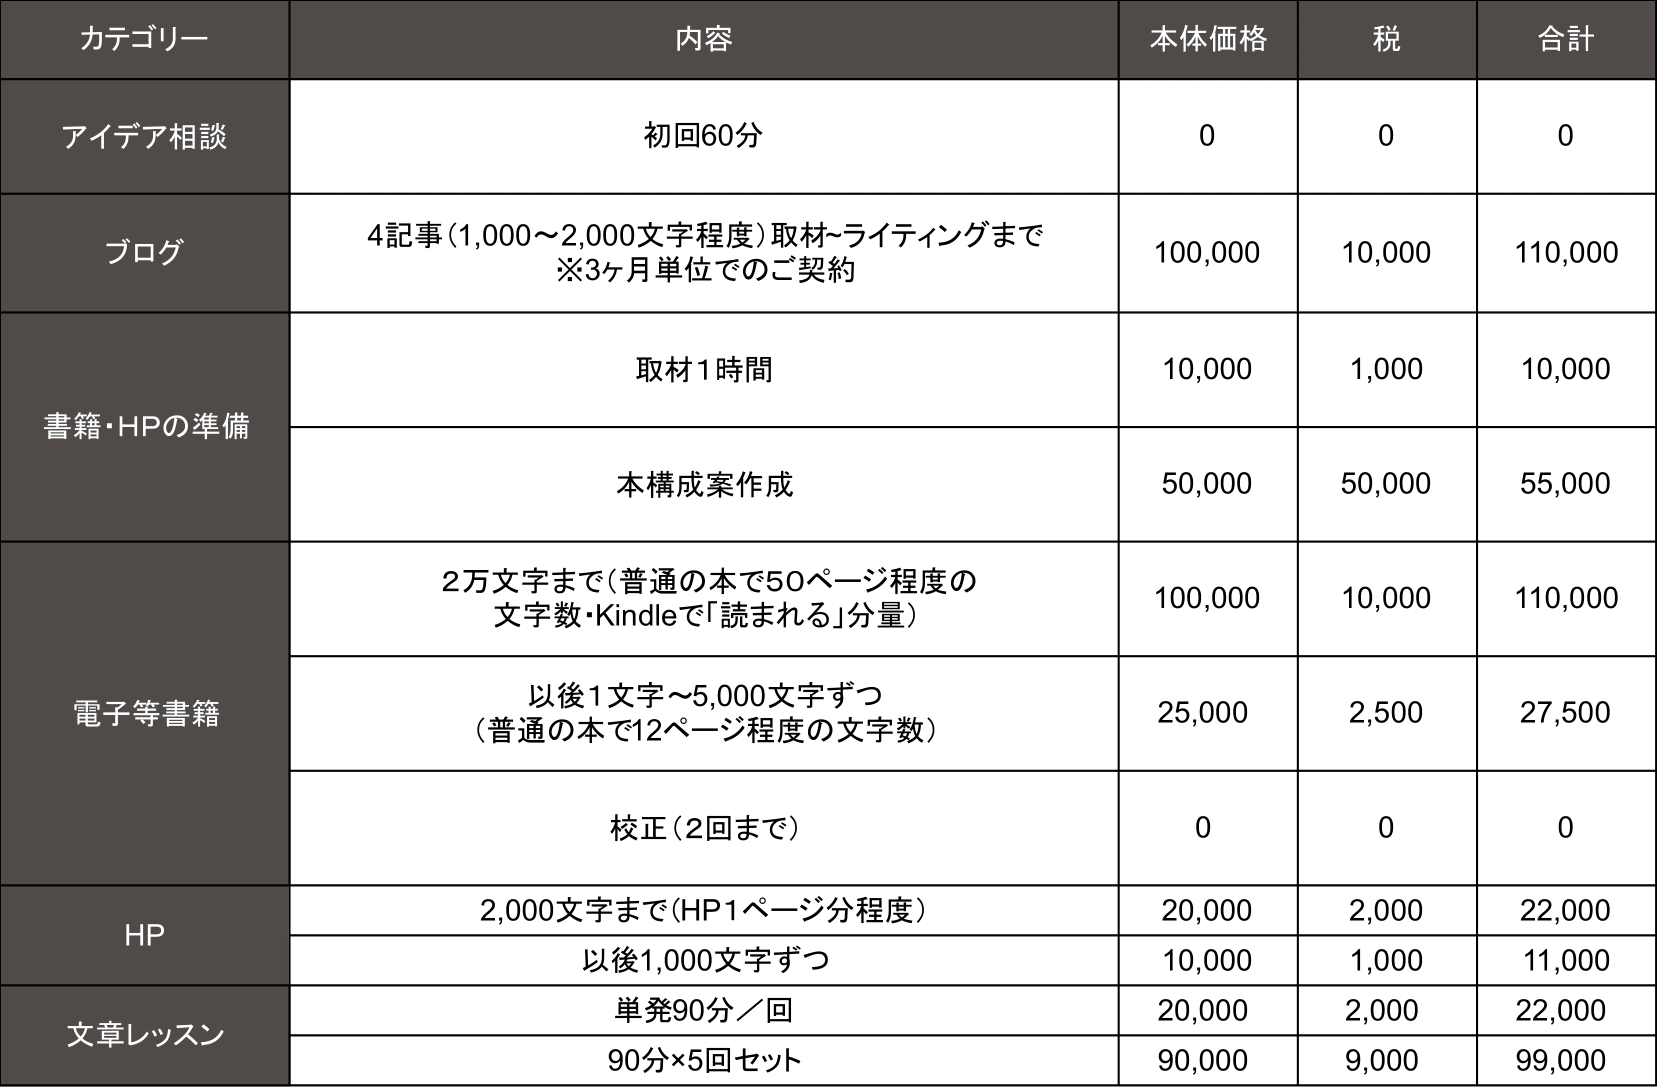 カテゴリー 内容 本体価格 税 合計
アイデア相談 初回60分 0 0 0
ブログ 4記事（1,000～2,000文字程度）取材~ライティングまで 100,000 10,000 110,000
※3ヶ月単位でのご契約
書籍・HPの準備 取材１時間 10,000 1,000 10,000
本構成案作成 50,000 50,000 55,000
電子等書籍 ２万文字まで（普通の本で５０ページ程度の 100,000 10,000 110,000
文字数・Kindleで「読まれる」分量）
以後１文字～5,000文字ずつ 25,000 2,500 27,500
（普通の本で12ページ程度の文字数）
校正（２回まで） 0 0 0
HP 2,000文字まで（HP１ページ分程度） 20,000 2,000 22,000
以後1,000文字ずつ 10,000 1,000 11,000
文章レッスン 単発90分／回 20,000 2,000 22,000
90分×5回セット 90,000 9,000 99,000